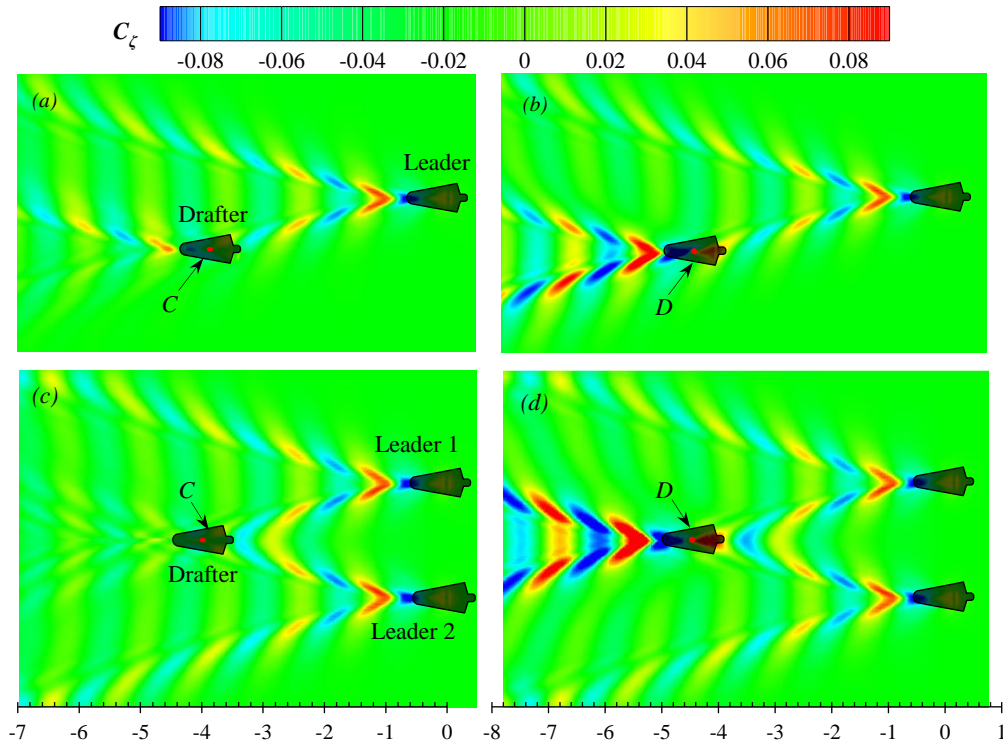 C_ζ
-0.08 -0.06 -0.04 -0.02 0 0.02 0.04 0.06 0.08
(a)
Leader
Drafter
C
(b)
D
(c)
Leader 1
C
Drafter
Leader 2
(d)
D
-7 -6 -5 -4 -3 -2 -1 0
-8 -7 -6 -5 -4 -3 -2 -1 0 1